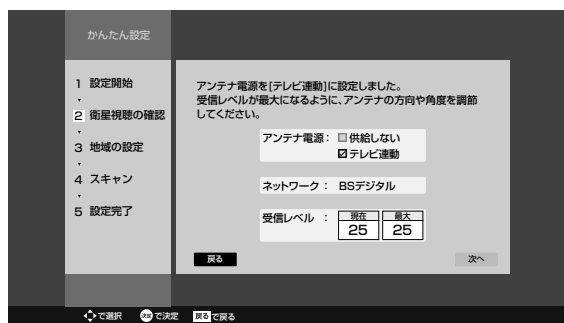 かんたん設定
1 設定開始
2 衛星視聴の確認
3 地域の設定
4 スキャン
5 設定完了
アンテナ電源を[テレビ連動]に設定しました。
受信レベルが最大になるように、アンテナの方向や角度を調節
してください。
アンテナ電源： 供給しない
テレビ連動
ネットワーク： BSデジタル
受信レベル ： 現在 最大
25 25
戻る 次へ
で選択 決定 で決定 戻る で戻る